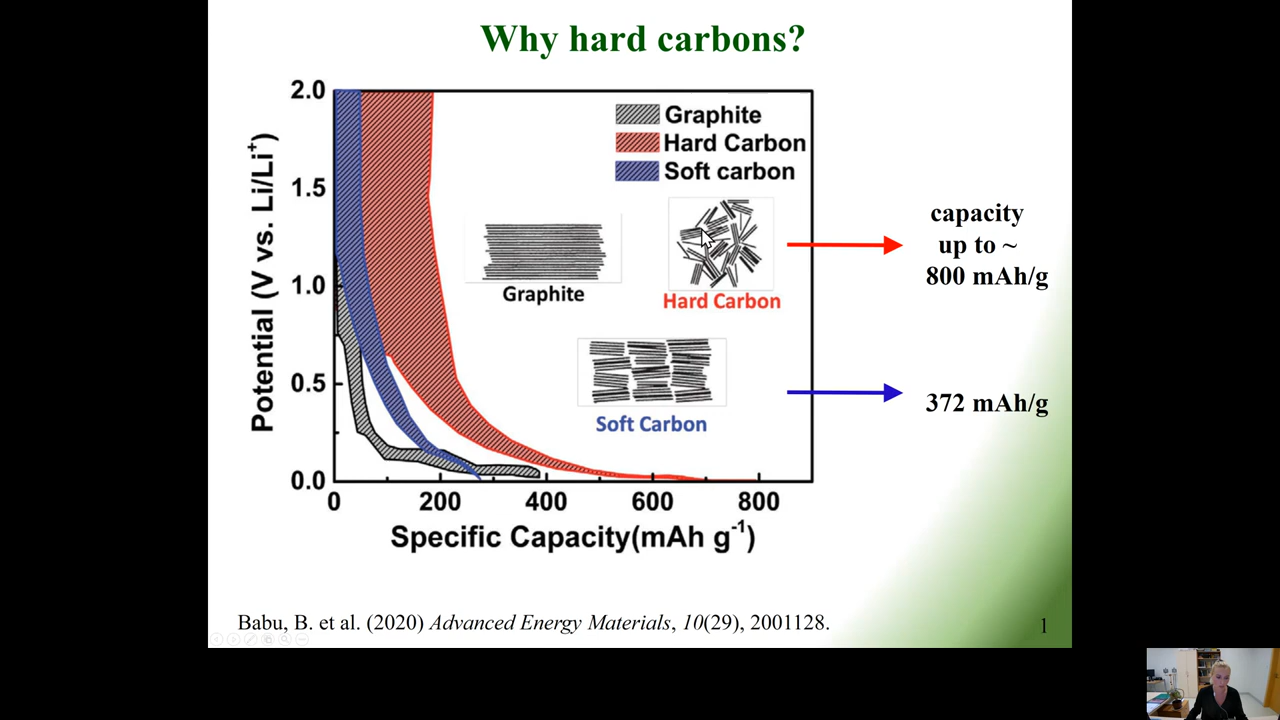 Why hard carbons?
2.0
1.5
1.0
0.5
0.0
Potential (V vs. Li/Li⁺)
Graphite
Hard Carbon
Soft carbon
Graphite
Hard Carbon
Soft Carbon
capacity
up to ~
800 mAh/g
372 mAh/g
0 200 400 600 800
Specific Capacity(mAh g⁻¹)
Babu, B. et al. (2020) Advanced Energy Materials, 10(29), 2001128.
1